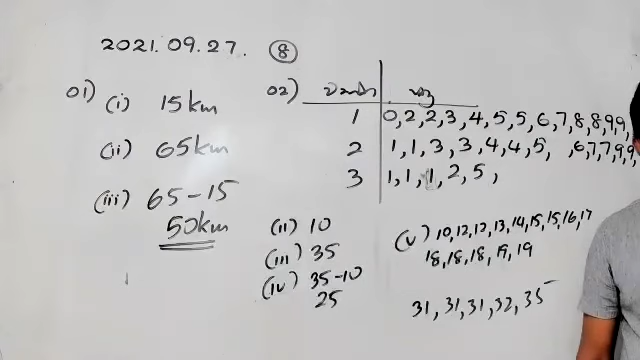 2021.09.27. 8
01) (i) 15km
(ii) 65km
(iii) 65-15
50km
02)
1 0,2,2,3,4,5,5,6,7,8,8,9,9,
2 1,1,3,3,4,4,5, ,6,7,7,9,9,
3 1,1,1,2,5,
(ii) 10
(iii) 35
(iv) 35-10
25
(v) 10,12,12,13,14,15,15,16,17
18,18,18,19,19
31,31,31,32,35